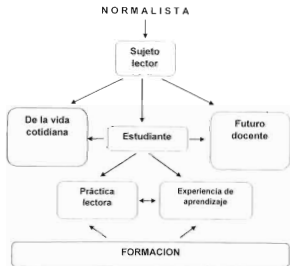 NORMALISTA
Sujeto
lector
De la vida
cotidiana
Estudiante
Futuro
docente
Práctica
lectora
Experiencia de
aprendizaje
FORMACION